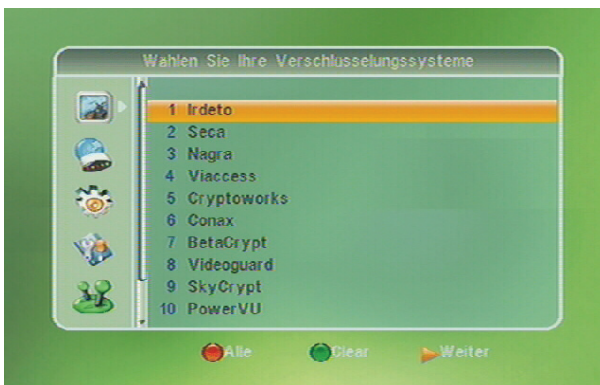 Wahlen Sie Ihre Verschlusselungssysteme
1 Irdeto
2 Seca
3 Nagra
4 Viaccess
5 Cryptoworks
6 Conax
7 BetaCrypt
8 Videoguard
9 SkyCrypt
10 PowerVU
Alle Clear Weiter